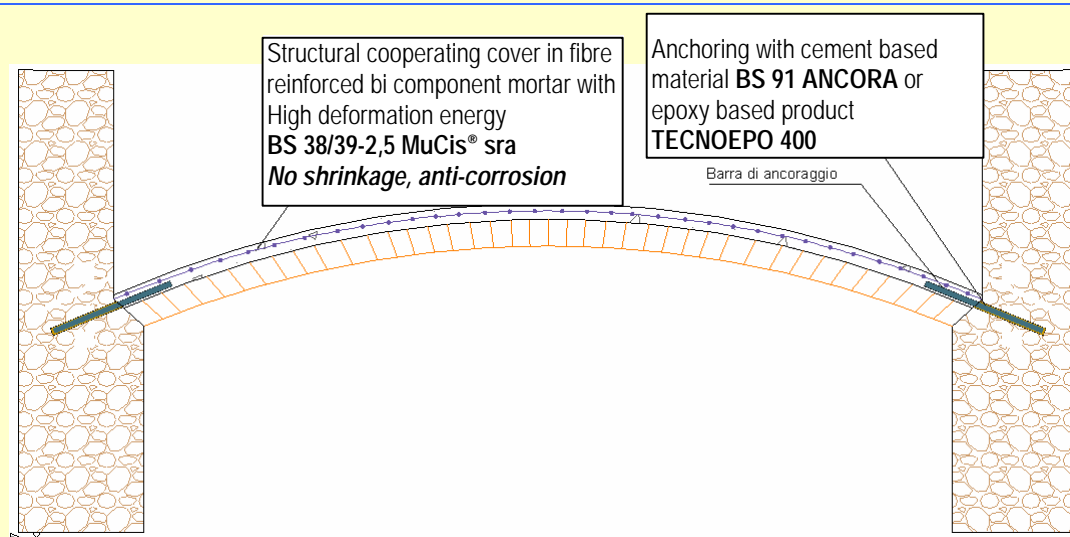 Structural cooperating cover in fibre
reinforced bi component mortar with
High deformation energy
BS 38/39-2,5 MuCis® sra
No shrinkage, anti-corrosion
Anchoring with cement based
material BS 91 ANCORA or
epoxy based product
TECNOEPO 400
Barra di ancoraggio